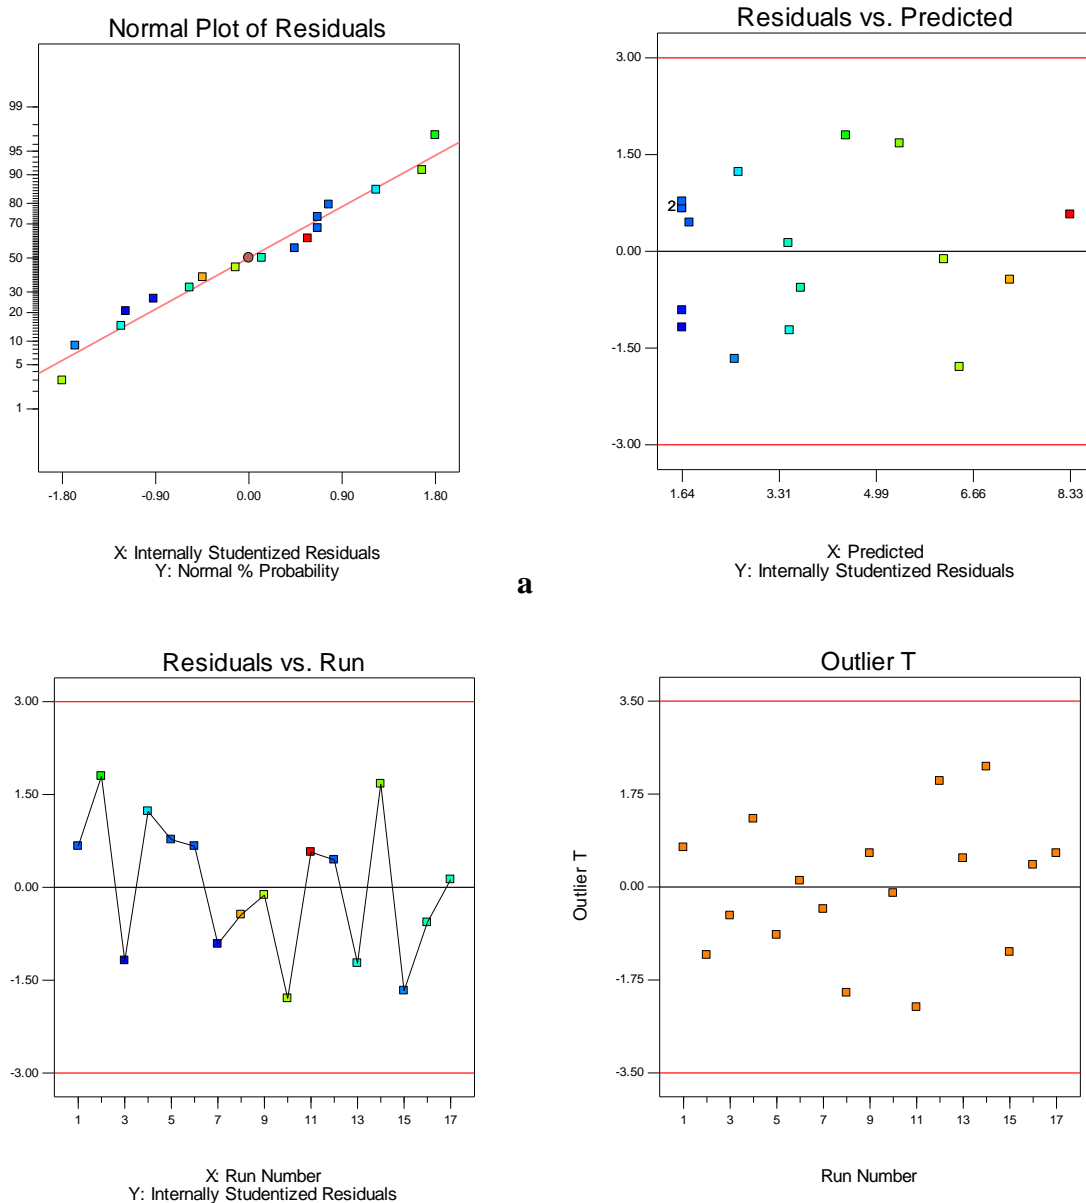 Normal Plot of Residuals
99
95
90
80
70
50
30
20
10
5
1
-1.80 -0.90 0.00 0.90 1.80
X: Internally Studentized Residuals
Y: Normal % Probability
Residuals vs. Predicted
3.00
1.50
2
0.00
-1.50
-3.00
1.64 3.31 4.99 6.66 8.33
X: Predicted
Y: Internally Studentized Residuals
a
Residuals vs. Run
3.00
1.50
0.00
-1.50
-3.00
1 3 5 7 9 11 13 15 17
X: Run Number
Y: Internally Studentized Residuals
Outlier T
3.50
1.75
0.00
-1.75
-3.50
Outlier T
1 3 5 7 9 11 13 15 17
Run Number